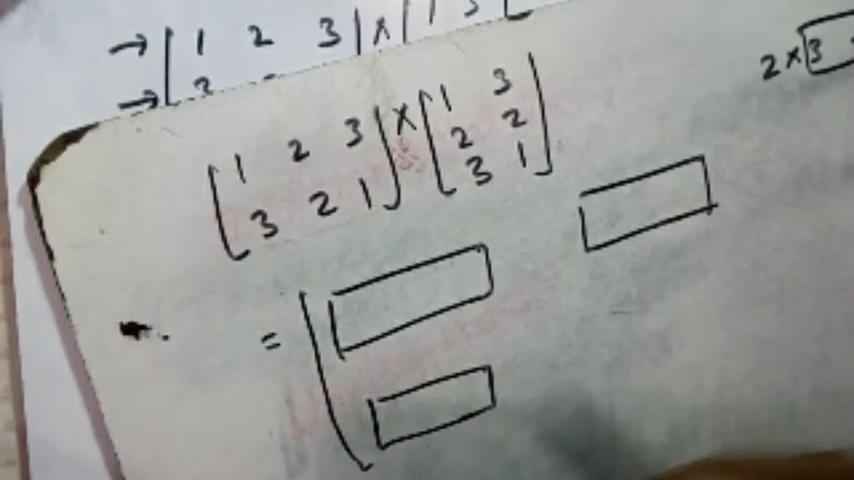 → [ 1 2 3 ] × [ 1 3
→
2 × 3
[ 1 2 3 ] × [ 1 3 ]
[ 3 2 1 ] [ 2 2 ]
[ 3 1 ]
= [